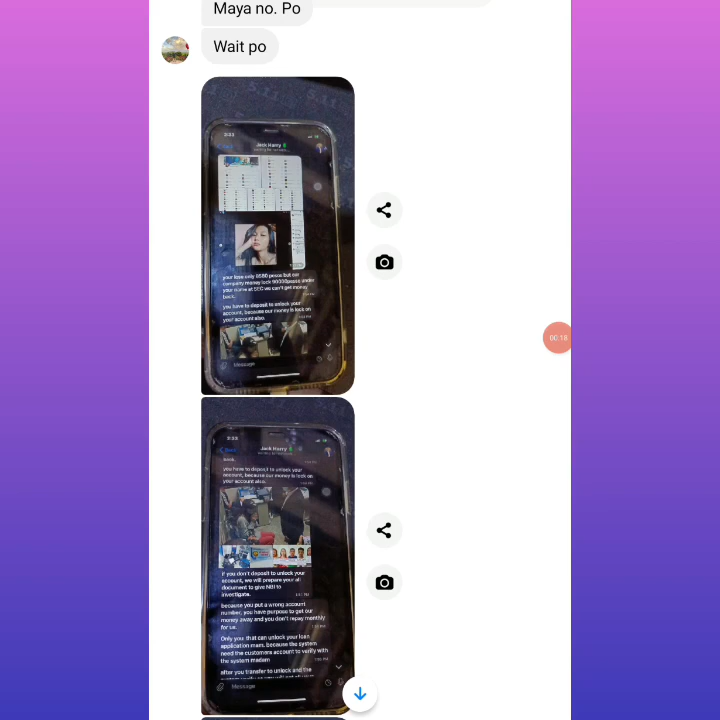 Maya no. Po
Wait po
Jack Harry
your lose only 8580 pesos but our
company money lock 90000peso under
your name at SEC we can't get money
back.
you have to deposit to unlock your
account, because our money is lock on
your account also.
Message
00:18
Jack Harry
you have to deposit to unlock your
account, because our money is lock on
your account also.
if you don't deposit to unlock your
account, we will prepare your all
document to give NBI to
investigate.
because you put a wrong account
number, you have purpose to get our
money away and you don't repay monthly
for us.
Only you that can unlock your loan
application mam. because the system
need the customers account to verify with
the system madam
after you transfer to unlock and the
Message